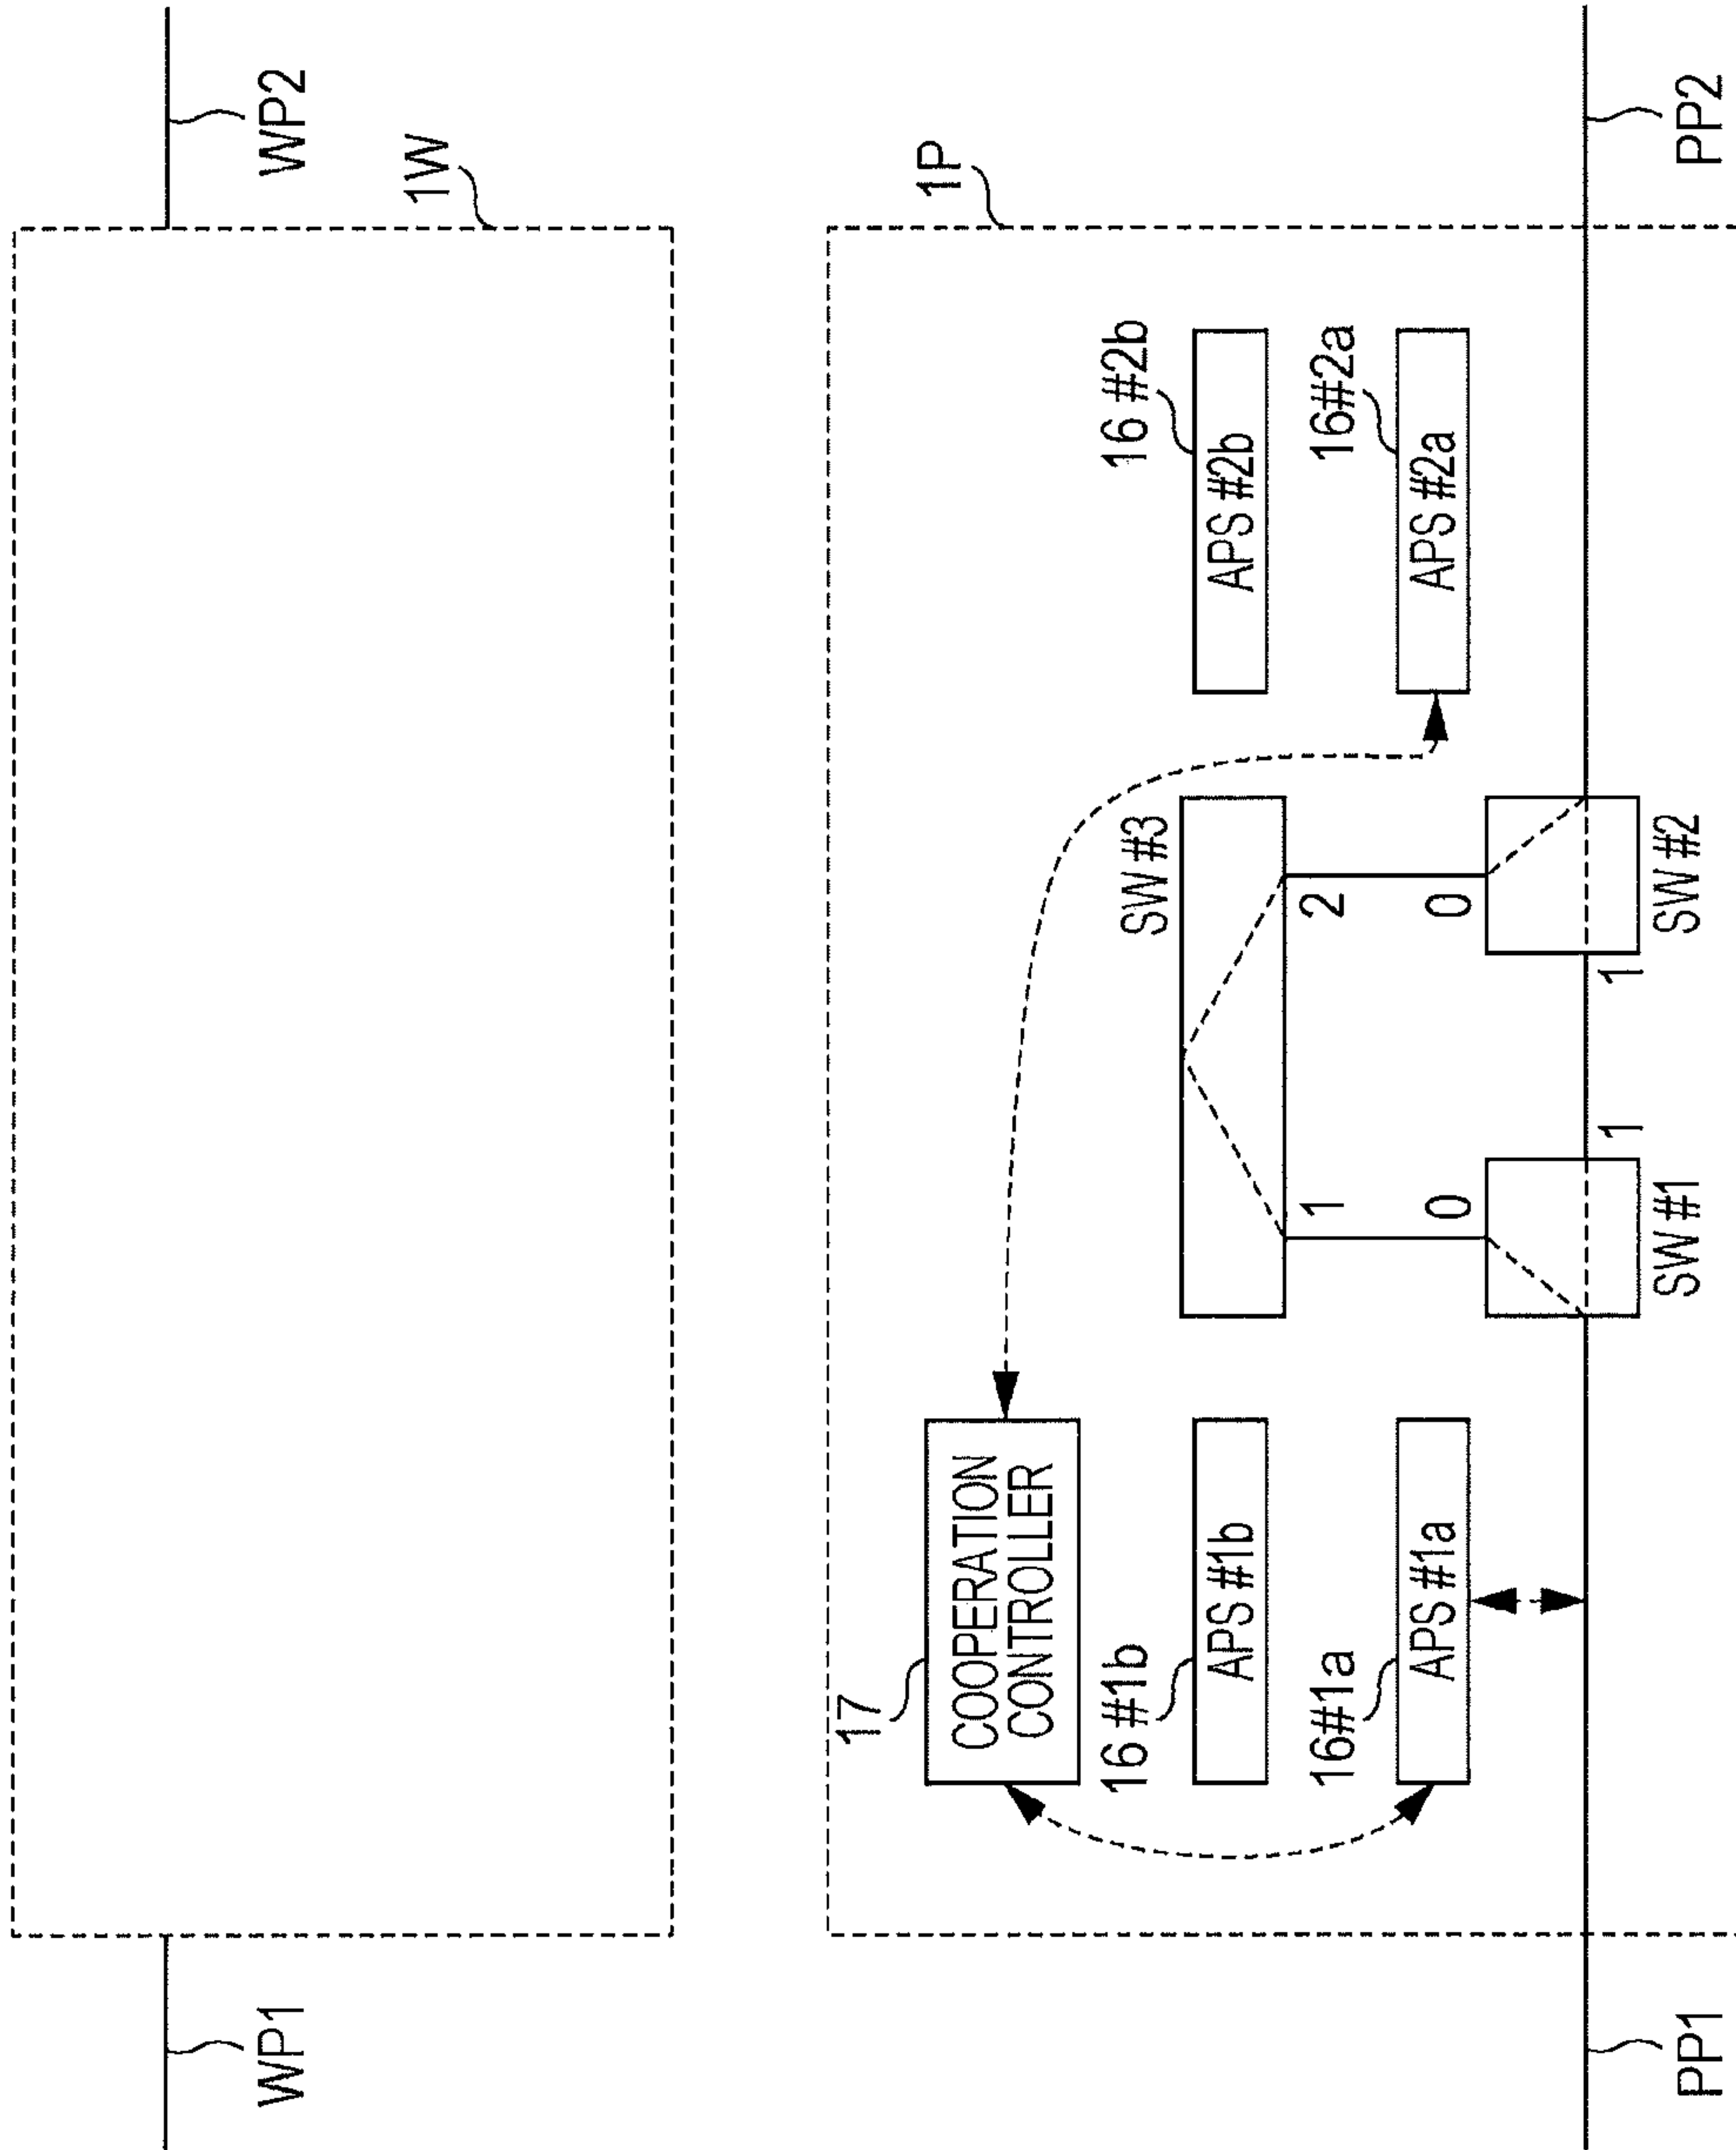 WP1
WP2
1W
1P
17
COOPERATION
CONTROLLER
16 #1b
APS #1b
16#1a
APS #1a
SW #3
1
2
0
0
1
1
SW #1
SW #2
16 #2b
APS #2b
16#2a
APS #2a
PP1
PP2